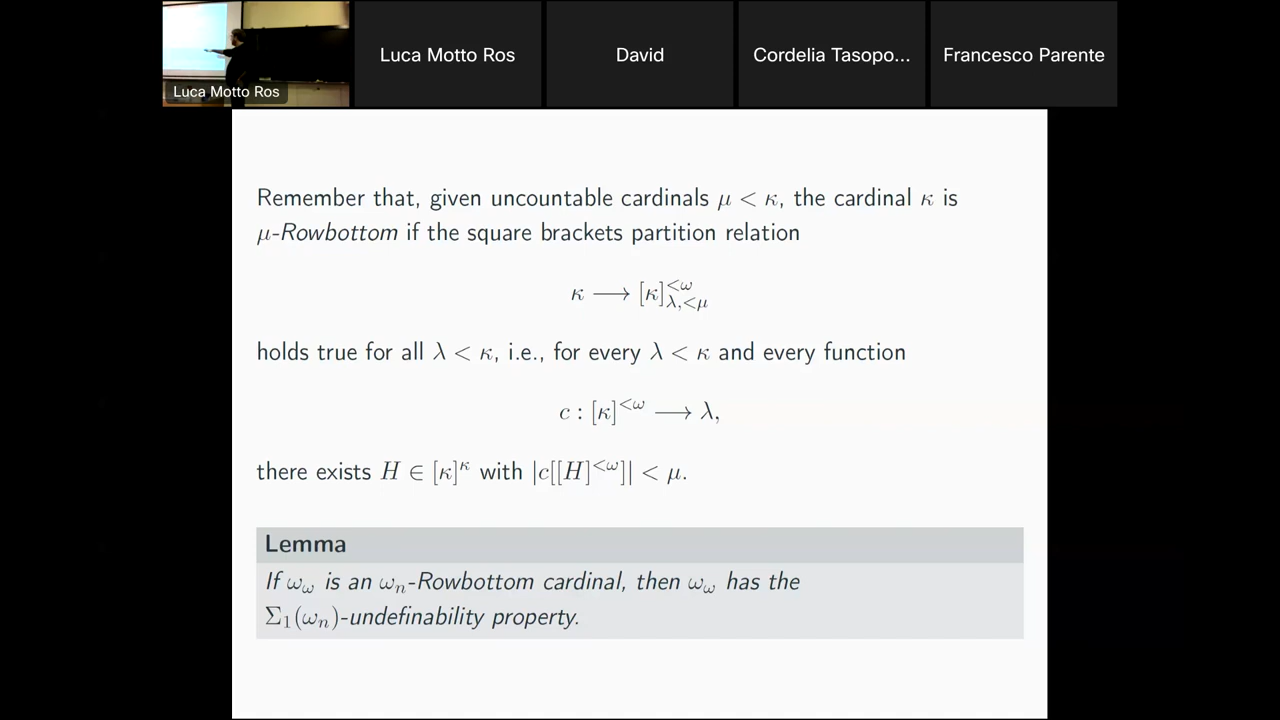 Luca Motto Ros
Luca Motto Ros
David
Cordelia Tasopo...
Francesco Parente
Remember that, given uncountable cardinals μ < κ, the cardinal κ is
μ-Rowbottom if the square brackets partition relation
κ ⟶ [κ]^{<ω}_{λ,<μ}
holds true for all λ < κ, i.e., for every λ < κ and every function
c : [κ]^{<ω} ⟶ λ,
there exists H ∈ [κ]^κ with |c[[H]^{<ω}]| < μ.
Lemma
If ω_ω is an ω_n-Rowbottom cardinal, then ω_ω has the
Σ₁(ω_n)-undefinability property.